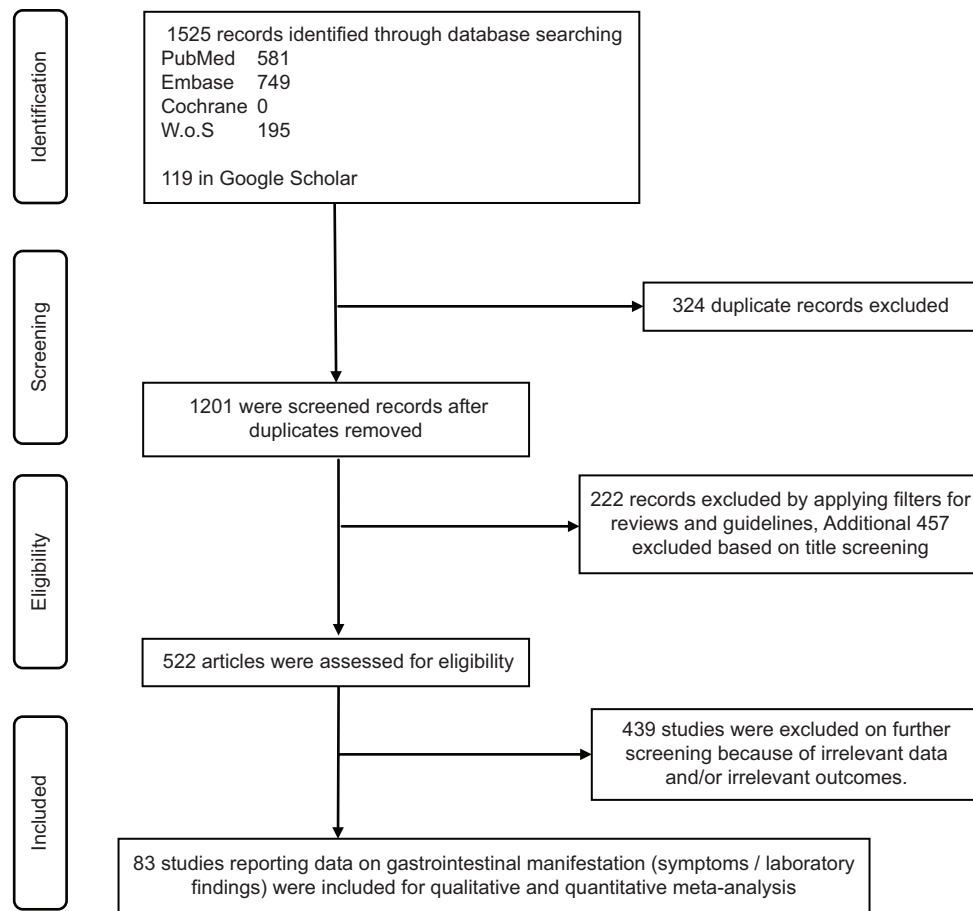 Identification
1525 records identified through database searching
PubMed 581
Embase 749
Cochrane 0
W.o.S 195
119 in Google Scholar
Screening
324 duplicate records excluded
1201 were screened records after
duplicates removed
Eligibility
222 records excluded by applying filters for
reviews and guidelines, Additional 457
excluded based on title screening
522 articles were assessed for eligibility
Included
439 studies were excluded on further
screening because of irrelevant data
and/or irrelevant outcomes.
83 studies reporting data on gastrointestinal manifestation (symptoms / laboratory
findings) were included for qualitative and quantitative meta-analysis